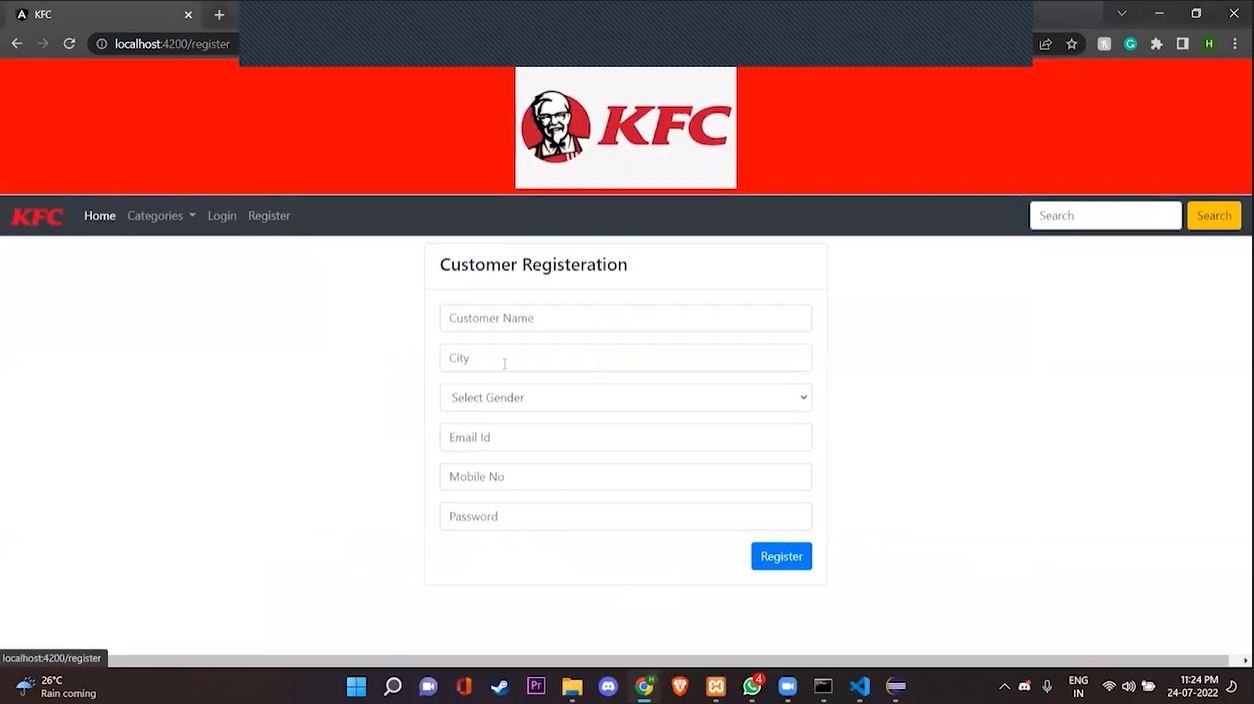 KFC
localhost:4200/register
H
KFC
KFC Home Categories Login Register Search Search
Customer Registeration
Customer Name
City
Select Gender
Email Id
Mobile No
Password
Register
localhost:4200/register
26°C
Rain coming
Pr
4
ENG
IN
11:24 PM
24-07-2022